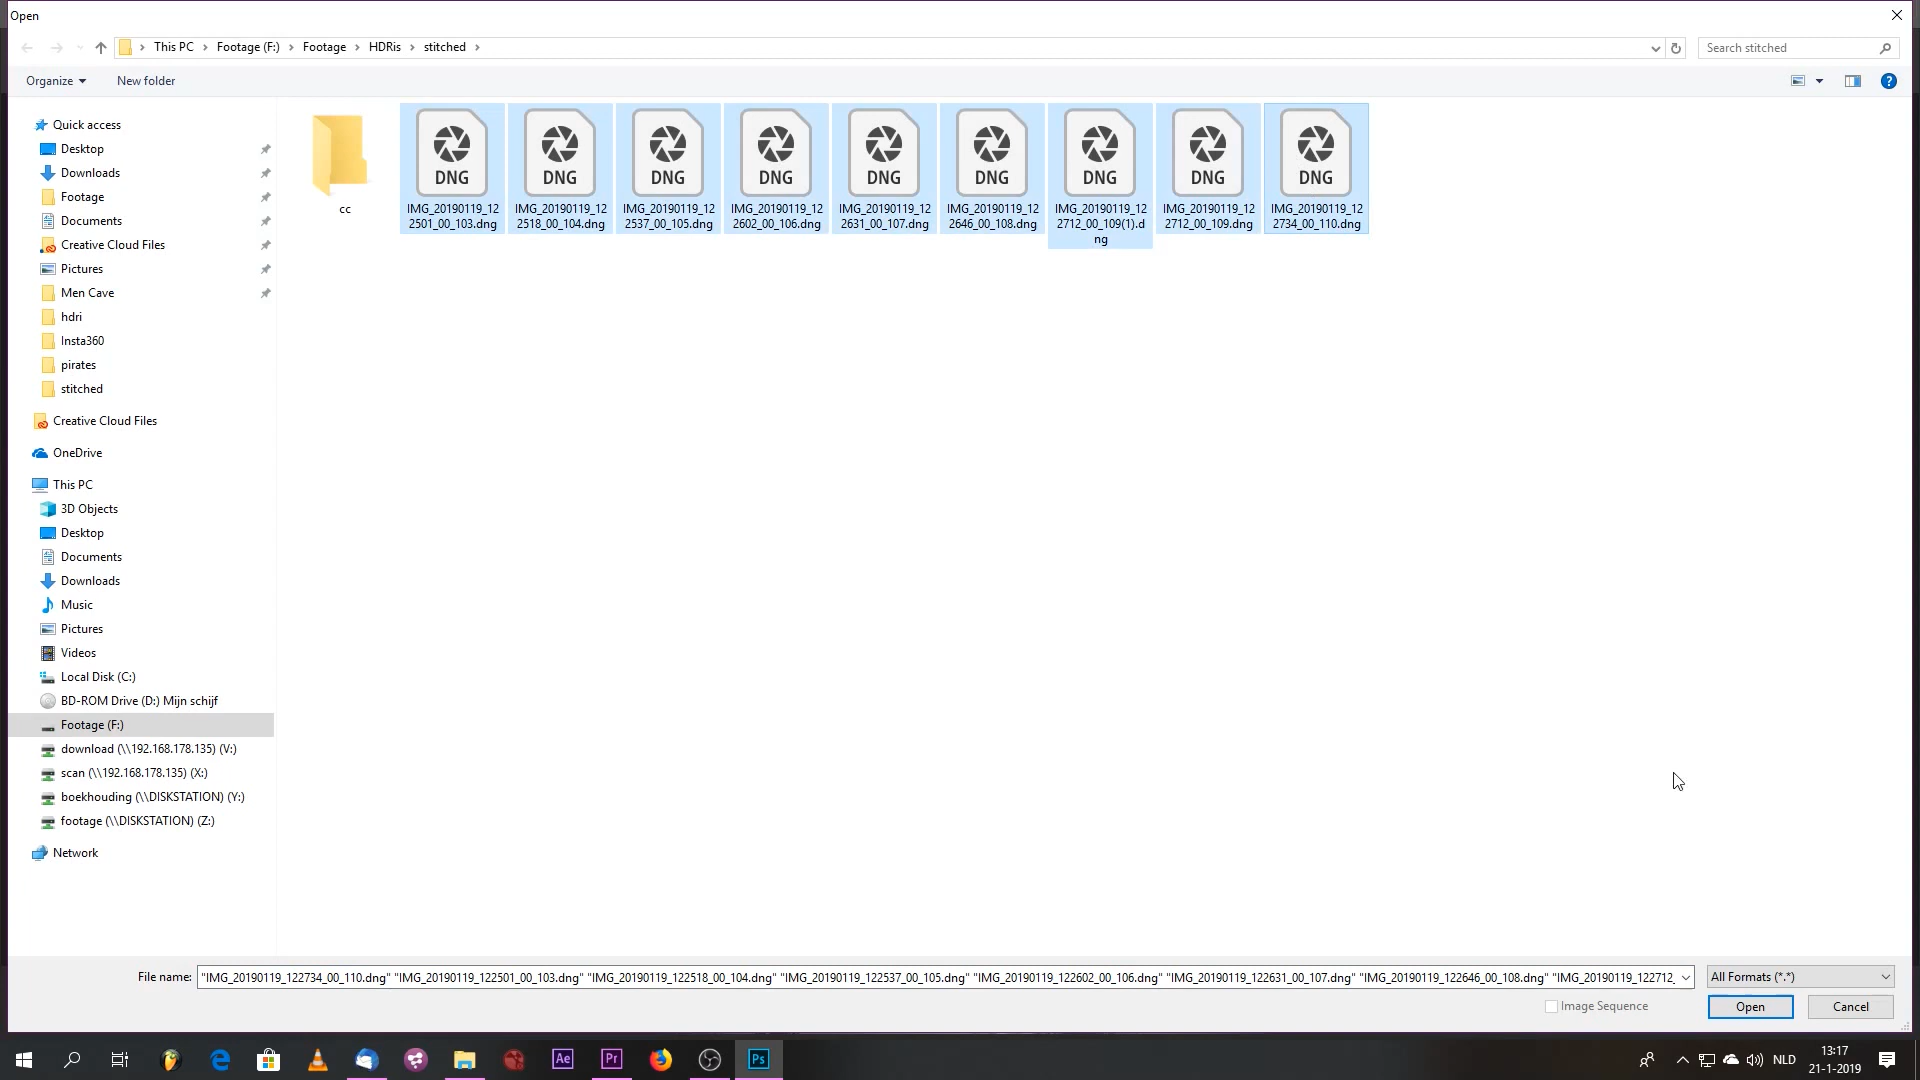 Open
This PC
Footage (F:)
Footage
HDRis
stitched
Search stitched
Organize
New folder
Quick access
Desktop
Downloads
Footage
Documents
Creative Cloud Files
Pictures
Men Cave
hdri
Insta360
pirates
stitched
Creative Cloud Files
OneDrive
This PC
3D Objects
Desktop
Documents
Downloads
Music
Pictures
Videos
Local Disk (C:)
BD-ROM Drive (D:) Mijn schijf
Footage (F:)
download (\\192.168.178.135) (V:)
scan (\\192.168.178.135) (X:)
boekhouding (\\DISKSTATION) (Y:)
footage (\\DISKSTATION) (Z:)
Network
cc
DNG
IMG_20190119_12
2501_00_103.dng
DNG
IMG_20190119_12
2518_00_104.dng
DNG
IMG_20190119_12
2537_00_105.dng
DNG
IMG_20190119_12
2602_00_106.dng
DNG
IMG_20190119_12
2631_00_107.dng
DNG
IMG_20190119_12
2646_00_108.dng
DNG
IMG_20190119_12
2712_00_109(1).d
ng
DNG
IMG_20190119_12
2712_00_109.dng
DNG
IMG_20190119_12
2734_00_110.dng
File name:
"IMG_20190119_122734_00_110.dng" "IMG_20190119_122501_00_103.dng" "IMG_20190119_122518_00_104.dng" "IMG_20190119_122537_00_105.dng" "IMG_20190119_122602_00_106.dng" "IMG_20190119_122631_00_107.dng" "IMG_20190119_122646_00_108.dng" "IMG_20190119_122712_
All Formats (*.*)
Image Sequence
Open
Cancel
Ae
Pr
Ps
NLD
13:17
21-1-2019